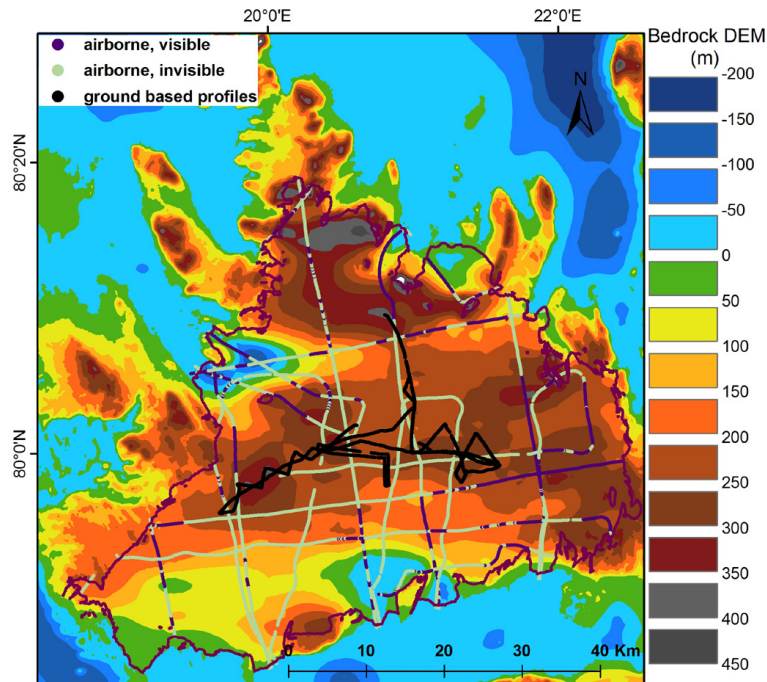 20°0'E 22°0'E
airborne, visible
airborne, invisible
ground based profiles
Bedrock DEM
(m)
N
-200
-150
-100
-50
0
50
100
150
200
250
300
350
400
450
80°20'N
80°0'N
0 10 20 30 40 Km